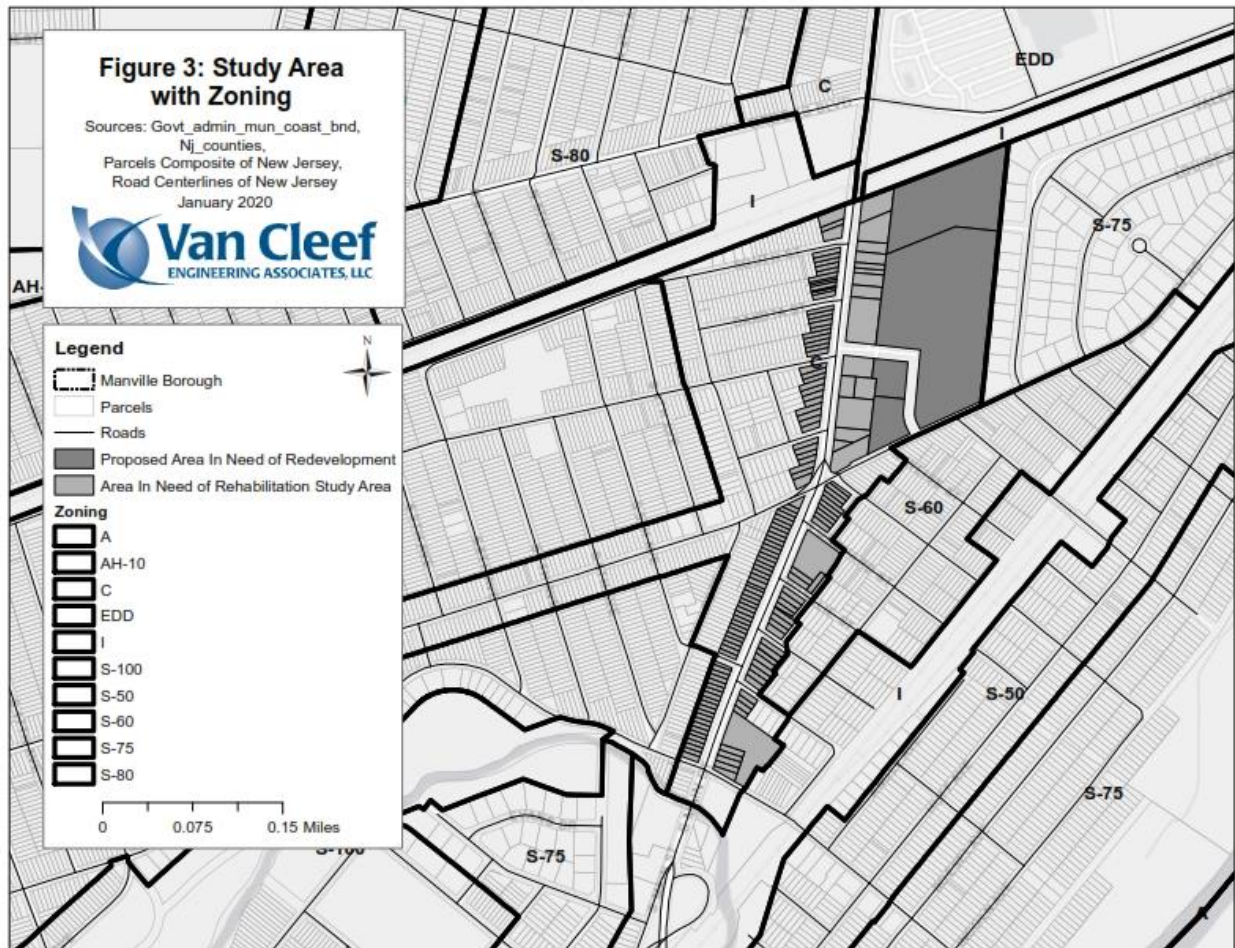 Figure 3: Study Area
with Zoning
Sources: Govt_admin_mun_coast_bnd,
Nj_counties,
Parcels Composite of New Jersey,
Road Centerlines of New Jersey
January 2020
Van Cleef
ENGINEERING ASSOCIATES, LLC
Legend
N
Manville Borough
Parcels
Roads
Proposed Area In Need of Redevelopment
Area In Need of Rehabilitation Study Area
Zoning
A
AH-10
C
EDD
I
S-100
S-50
S-60
S-75
S-80
0 0.075 0.15 Miles
EDD
C
I
S-80
I
S-75
AH-
C
S-60
I
S-50
S-75
S-100
S-75
A